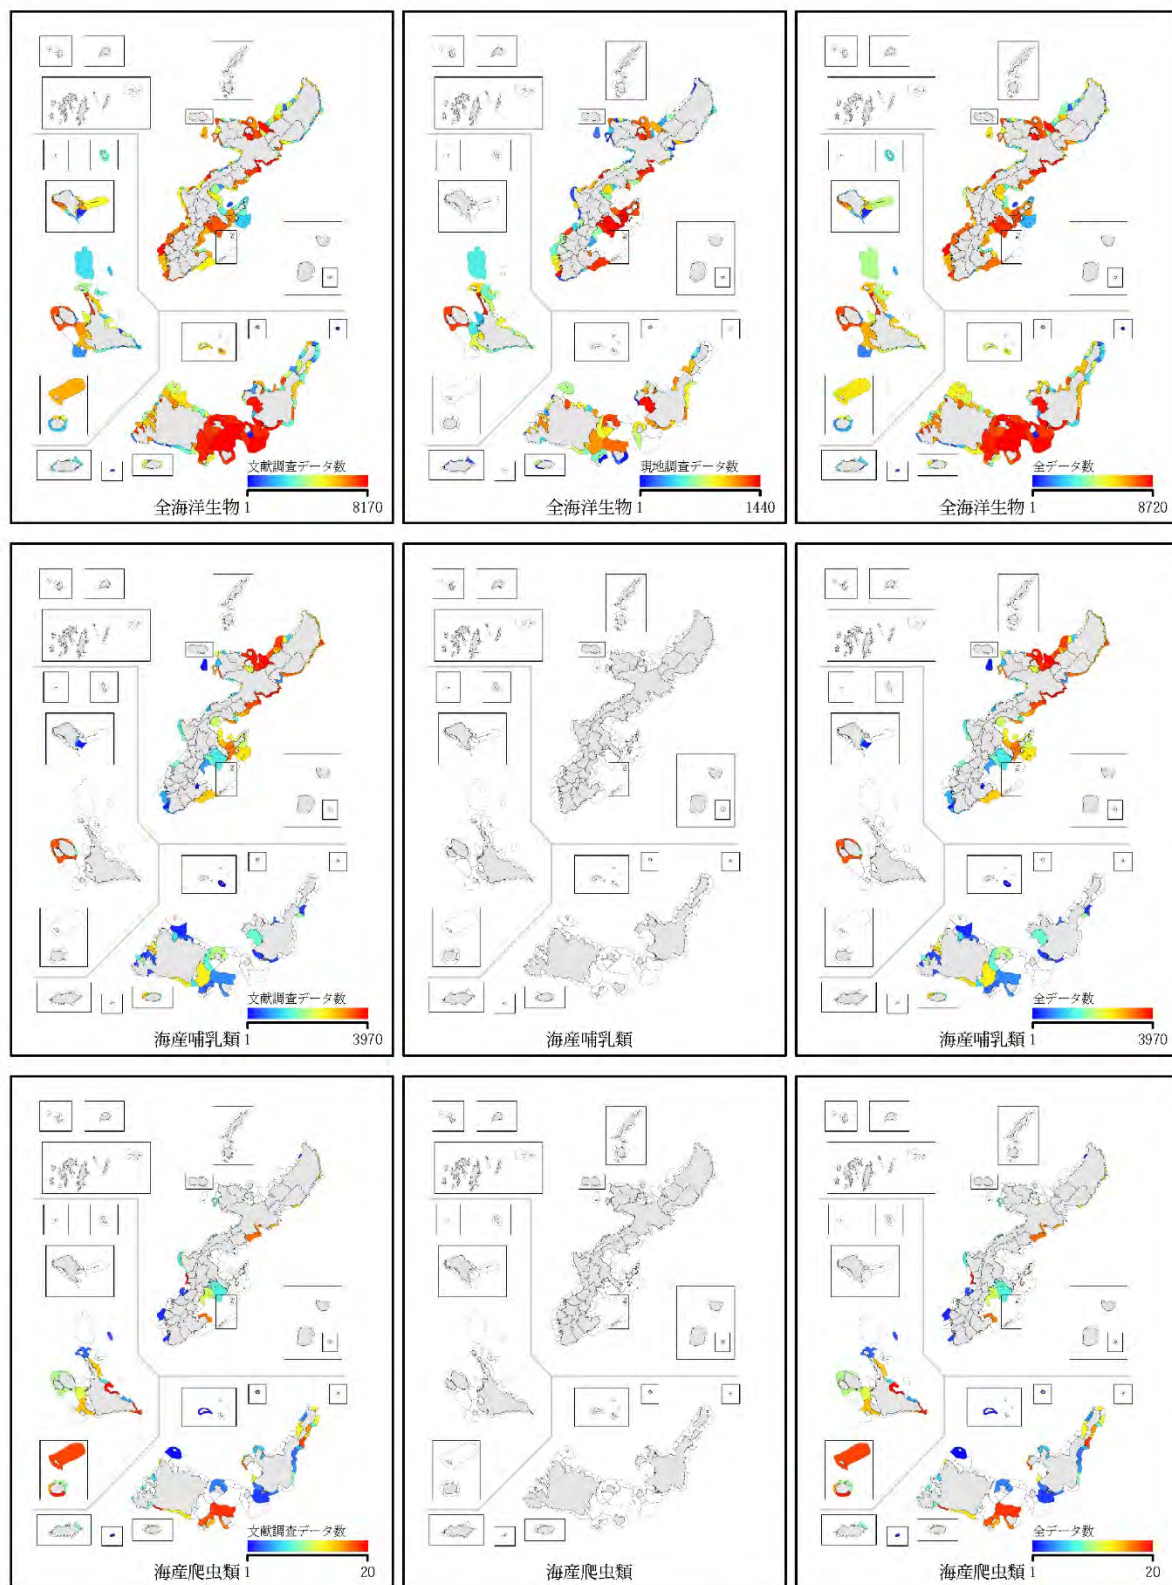 文献調査データ数
全海洋生物 1 8170
現地調査データ数
全海洋生物 1 1440
全データ数
全海洋生物 1 8720
文献調査データ数
海産哺乳類 1 3970
海産哺乳類
全データ数
海産哺乳類 1 3970
文献調査データ数
海産爬虫類 1 20
海産爬虫類
全データ数
海産爬虫類 1 20